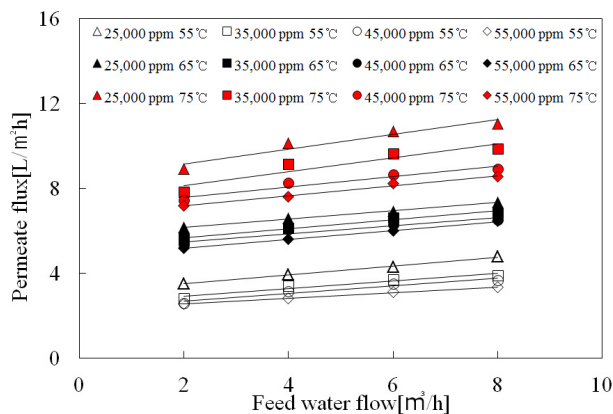 16
25,000 ppm 55℃ 35,000 ppm 55℃ 45,000 ppm 55℃ 55,000 ppm 55℃
25,000 ppm 65℃ 35,000 ppm 65℃ 45,000 ppm 65℃ 55,000 ppm 65℃
25,000 ppm 75℃ 35,000 ppm 75℃ 45,000 ppm 75℃ 55,000 ppm 75℃
12
8
4
0
Permeate flux[L/㎡h]
0 2 4 6 8 10
Feed water flow[㎥/h]